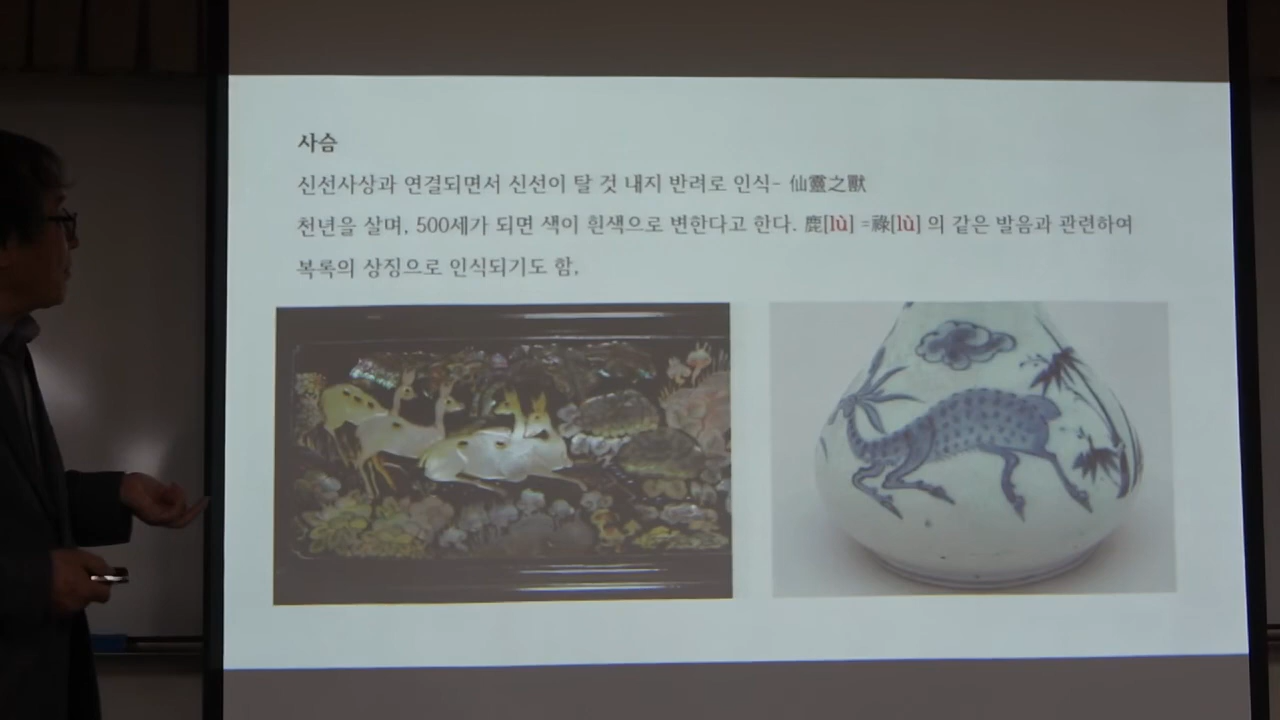 사슴
신선사상과 연결되면서 신선이 탈 것 내지 반려로 인식- 仙靈之獸
천년을 살며, 500세가 되면 색이 흰색으로 변한다고 한다. 鹿[lù] =祿[lù] 의 같은 발음과 관련하여
복록의 상징으로 인식되기도 함,